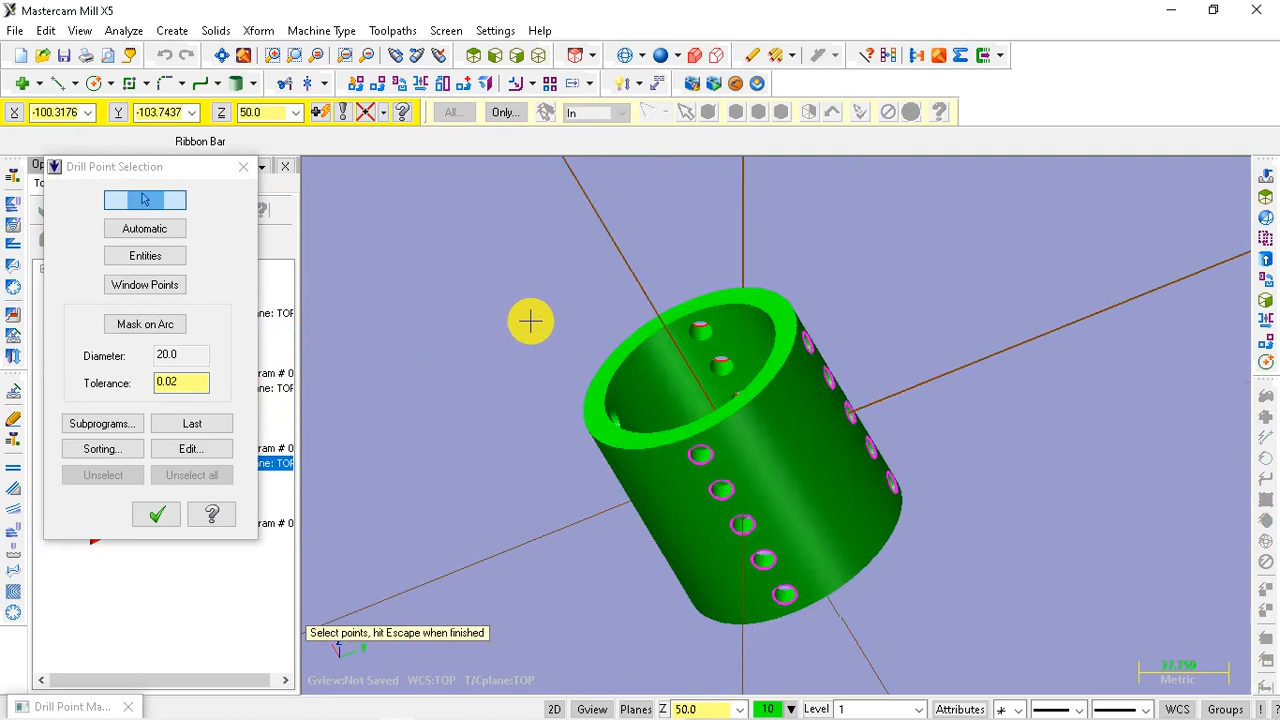 Mastercam Mill X5
File Edit View Analyze Create Solids Xform Machine Type Toolpaths Screen Settings Help
X -100.3176 Y -103.7437 Z 50.0 All... Only... In
Ribbon Bar
Drill Point Selection
Automatic
Entities
Window Points
Mask on Arc
Diameter: 20.0
Tolerance: 0.02
Subprograms... Last
Sorting... Edit...
Unselect Unselect all
ne: TOP
ne: TOP
ram # 0
ane: TOP
ram # 0
Select points, hit Escape when finished
Gview:Not Saved WCS:TOP T/Cplane:TOP
37.759
Metric
Drill Point Ma...
2D Gview Planes Z 50.0 10 Level 1 Attributes WCS Groups